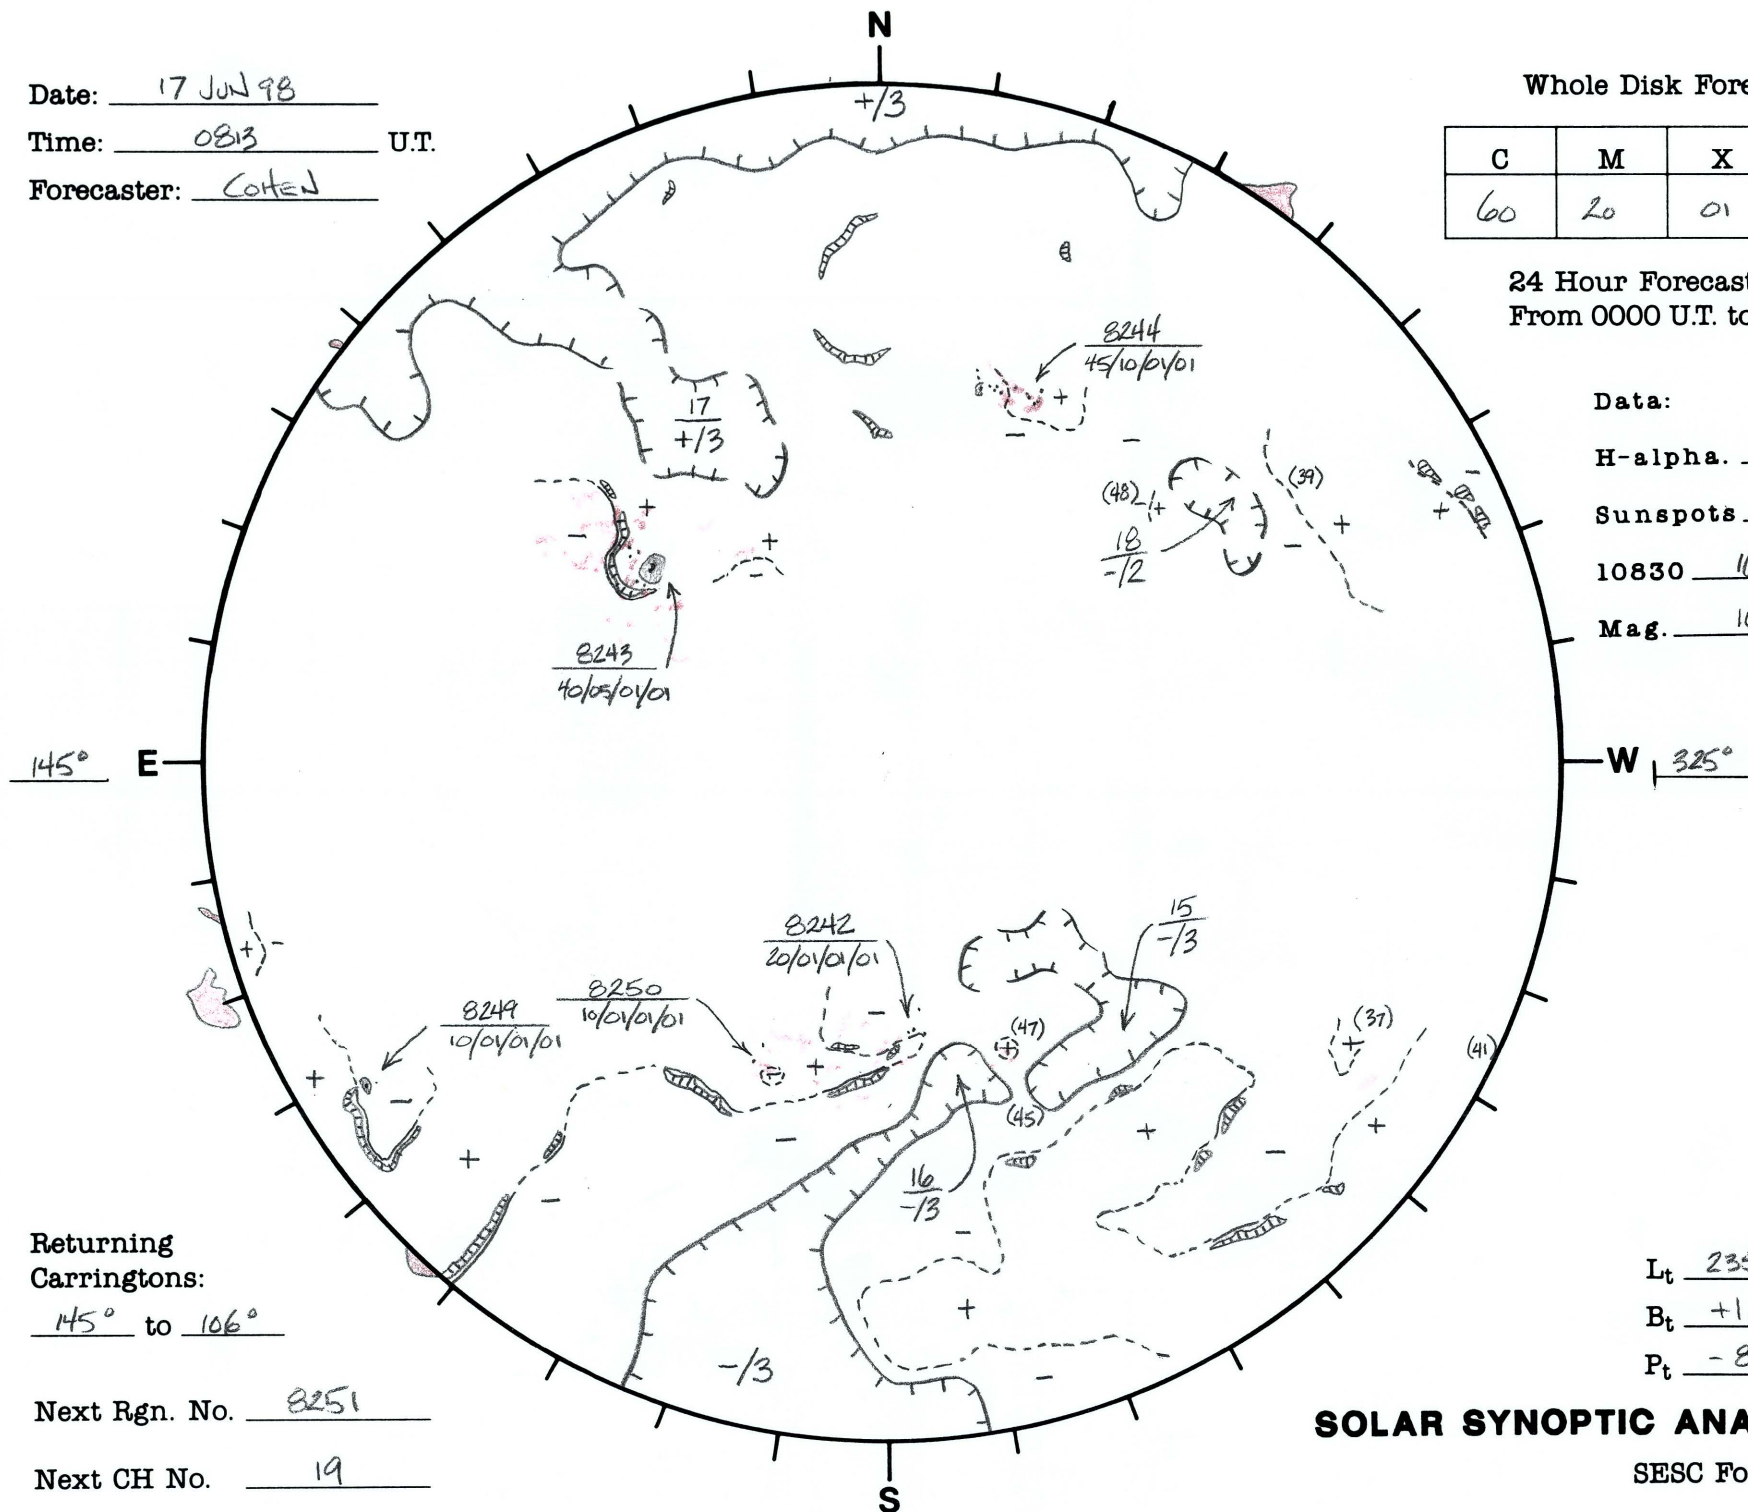 N
Date: 17 JUN 98
Time: 0813 U.T.
Forecaster: COHEN
Whole Disk Fore
C M X
60 20 01
24 Hour Forecast
From 0000 U.T. to
+/3
8244
45/10/01/01
Data:
H-alpha.
Sunspots
10830
Mag.
17
+/3
(39)
(48)
18
-/2
+
-
8243
40/05/01/01
145° E
W 325°
8242
20/01/01/01
15
-/3
8250
10/01/01/01
8249
10/01/01/01
(47)
(37)
(41)
(45)
16
-/3
Returning
Carringtons:
145° to 106°
Lt 235
Bt +1
Pt -8
-/3
Next Rgn. No. 8251
SOLAR SYNOPTIC ANA
Next CH No. 19
SESC Fo
S